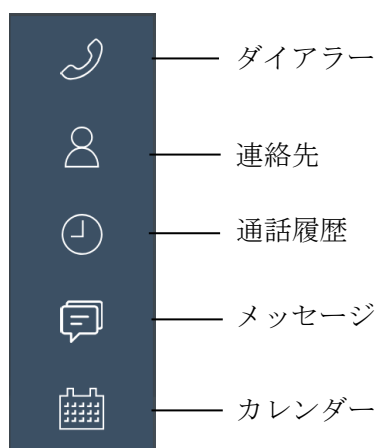 ダイアラー
連絡先
通話履歴
メッセージ
カレンダー